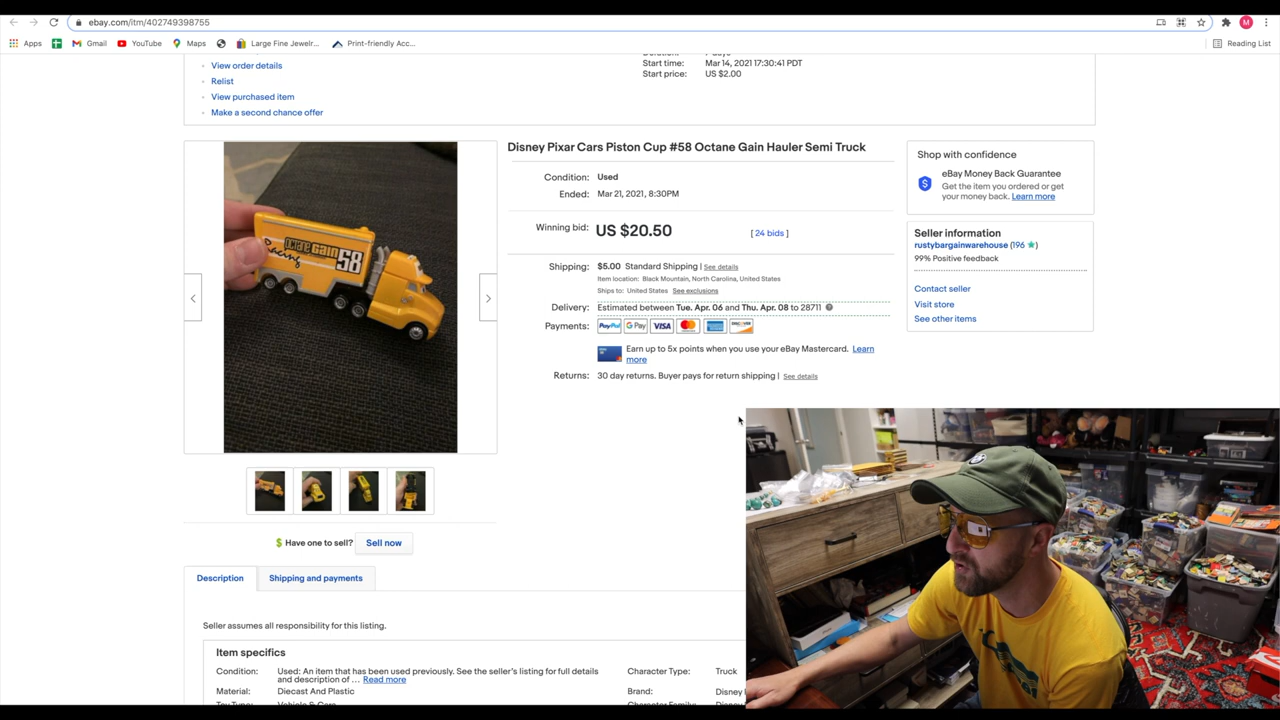 ebay.com/itm/402749398755
M
Apps
Gmail
YouTube
Maps
Large Fine Jewelr...
Print-friendly Acc...
Reading List
View order details
Relist
View purchased item
Make a second chance offer
Start time: Mar 14, 2021 17:30:41 PDT
Start price: US $2.00
Disney Pixar Cars Piston Cup #58 Octane Gain Hauler Semi Truck
Condition: Used
Ended: Mar 21, 2021, 8:30PM
Winning bid: US $20.50 [ 24 bids ]
Shipping: $5.00 Standard Shipping | See details
Item location: Black Mountain, North Carolina, United States
Ships to: United States See exclusions
Delivery: Estimated between Tue. Apr. 06 and Thu. Apr. 08 to 28711
Payments: PayPal G Pay VISA
Earn up to 5x points when you use your eBay Mastercard. Learn
more
Returns: 30 day returns. Buyer pays for return shipping | See details
Shop with confidence
eBay Money Back Guarantee
Get the item you ordered or get
your money back. Learn more
Seller information
rustybargainwarehouse (196 )
99% Positive feedback
Contact seller
Visit store
See other items
OCTANE GAIN
Racing
58
Have one to sell? Sell now
Description
Shipping and payments
Seller assumes all responsibility for this listing.
Item specifics
Condition: Used: An item that has been used previously. See the seller's listing for full details
and description of ... Read more
Character Type: Truck
Material: Diecast And Plastic
Brand: Disney